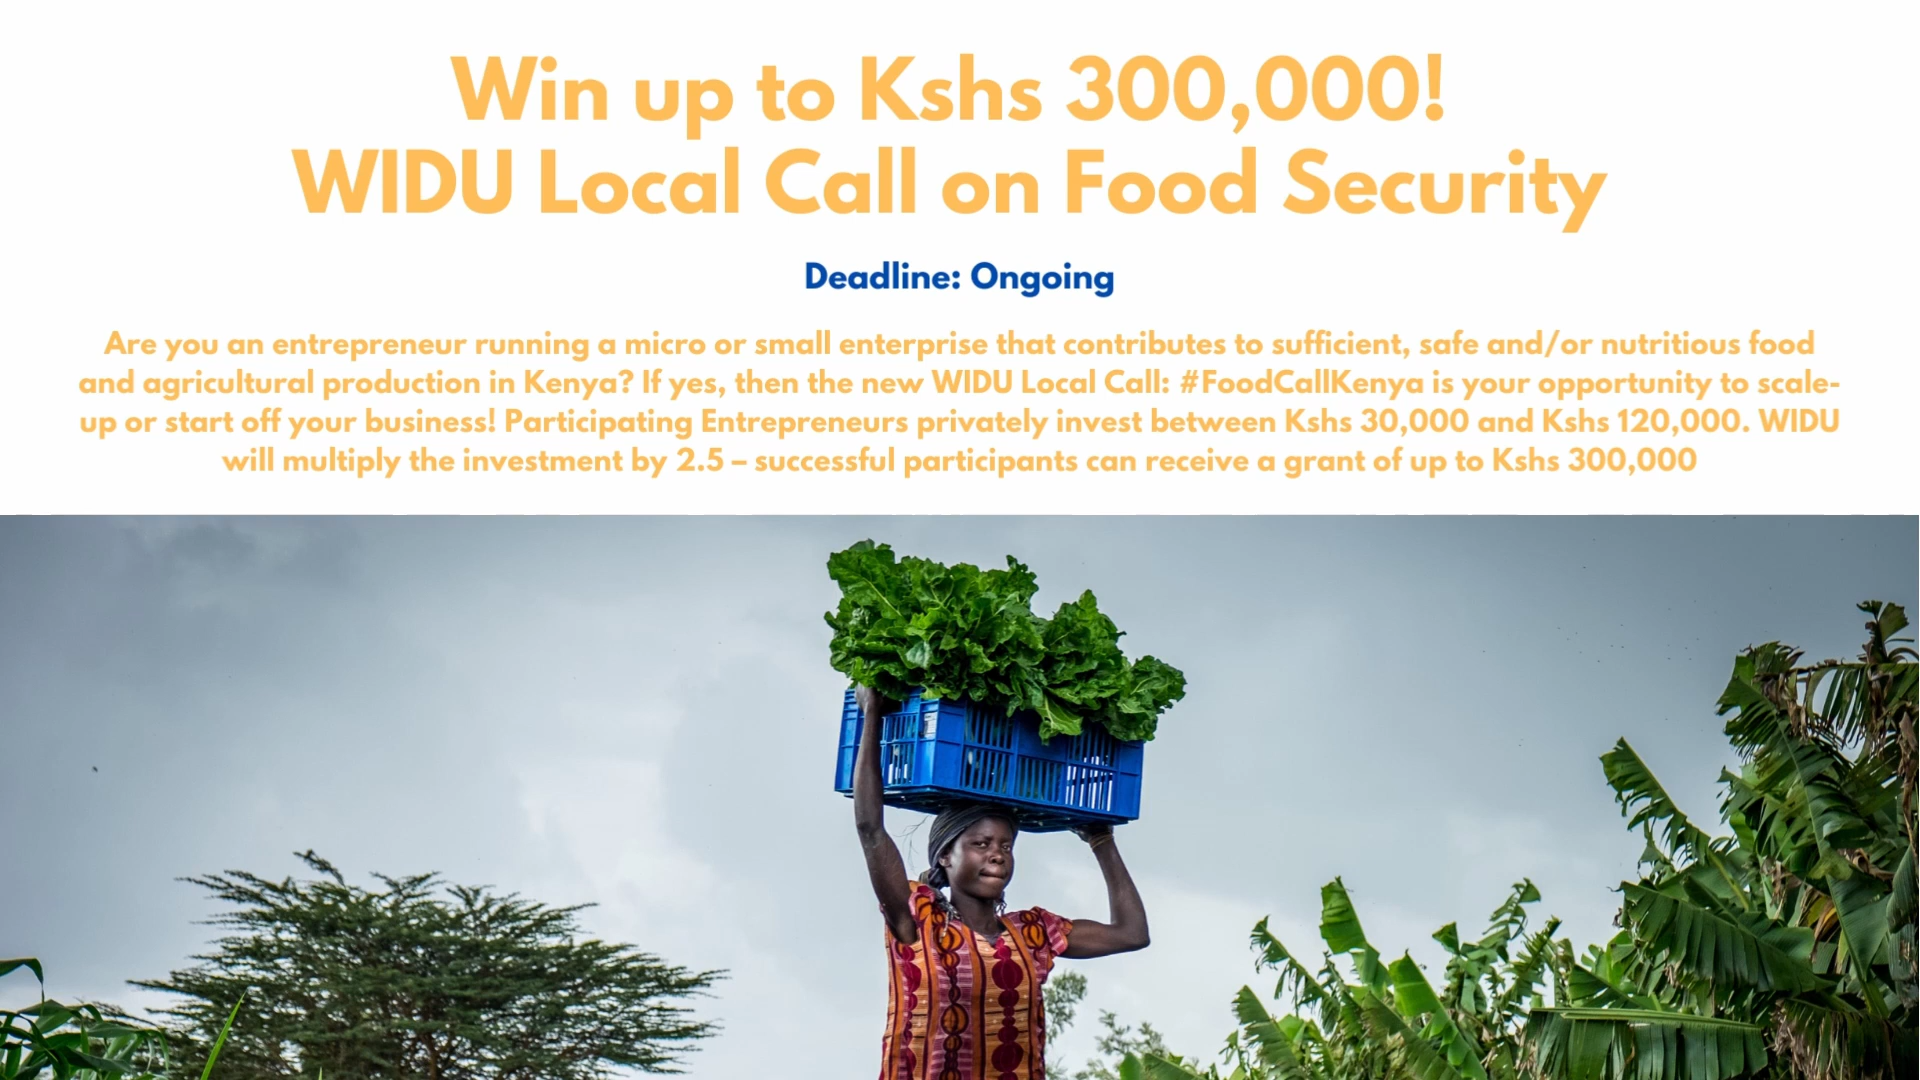 Win up to Kshs 300,000!
WIDU Local Call on Food Security
Deadline: Ongoing
Are you an entrepreneur running a micro or small enterprise that contributes to sufficient, safe and/or nutritious food
and agricultural production in Kenya? If yes, then the new WIDU Local Call: #FoodCallKenya is your opportunity to scale-
up or start off your business! Participating Entrepreneurs privately invest between Kshs 30,000 and Kshs 120,000. WIDU
will multiply the investment by 2.5 – successful participants can receive a grant of up to Kshs 300,000